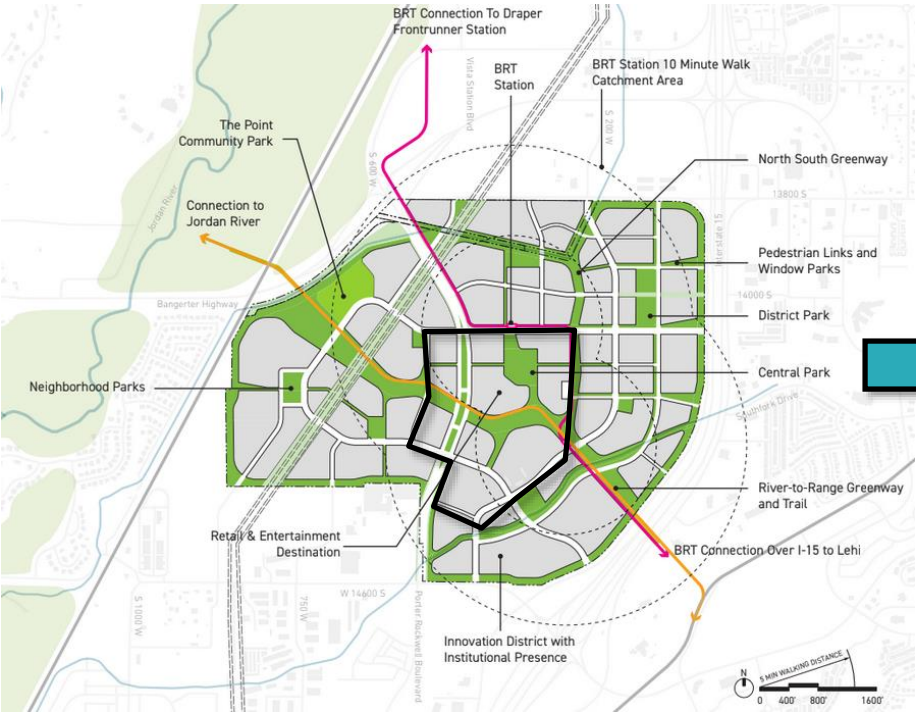 BRT Connection To Draper
Frontrunner Station
BRT
Station
BRT Station 10 Minute Walk
Catchment Area
Vista Station Blvd
S 200 W
The Point
Community Park
S 600 W
North South Greenway
13800 S
Jordan River
Connection to
Jordan River
Interstate 15
Pedestrian Links and
Window Parks
14000 S
Bangerter Highway
District Park
Neighborhood Parks
Central Park
Southfork Drive
River-to-Range Greenway
and Trail
Retail & Entertainment
Destination
BRT Connection Over I-15 to Lehi
S 1000 W
750 W
W 14600 S
Porter Rockwell Boulevard
Innovation District with
Institutional Presence
N
5 MIN WALKING DISTANCE
0 400' 800' 1600'